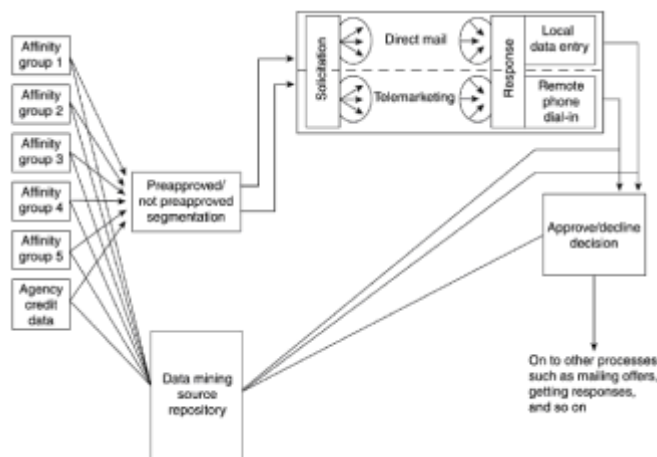 Affinity
group 1
Affinity
group 2
Affinity
group 3
Affinity
group 4
Affinity
group 5
Agency
credit
data
Preapproved/
not preapproved
segmentation
Data mining
source
repository
Solicitation
Direct mail
Telemarketing
Response
Local
data entry
Remote
phone
dial-in
Approve/decline
decision
On to other processes
such as mailing offers,
getting responses,
and so on